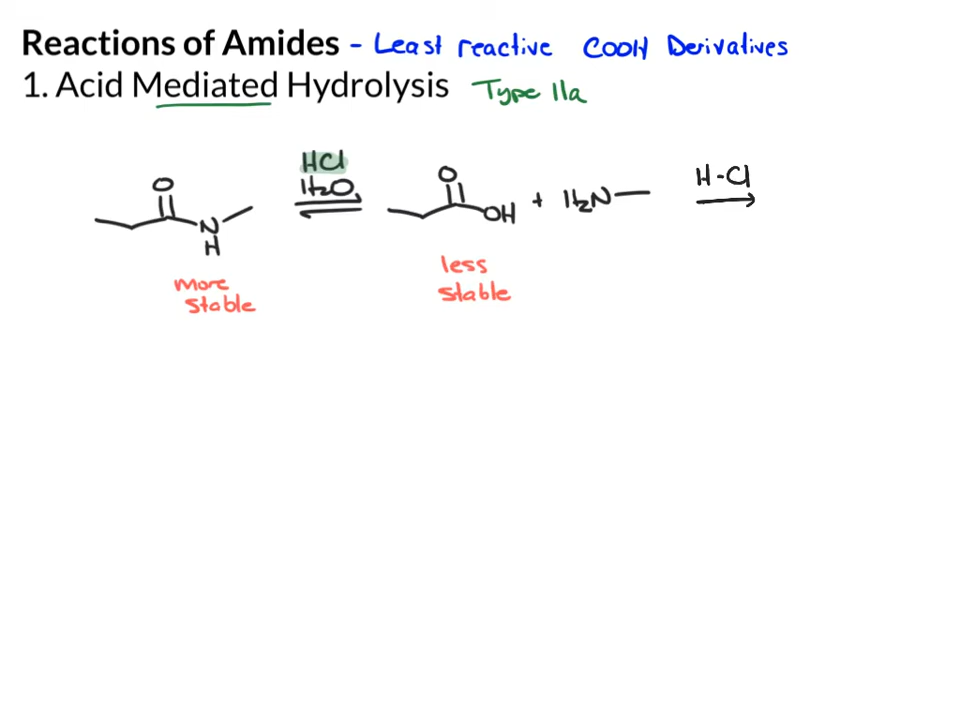 Reactions of Amides - Least reactive COOH Derivatives
1. Acid Mediated Hydrolysis Type IIa
HCl
H₂O,
O
N
H
O
OH + H₂N
H-Cl
more
stable
less
stable